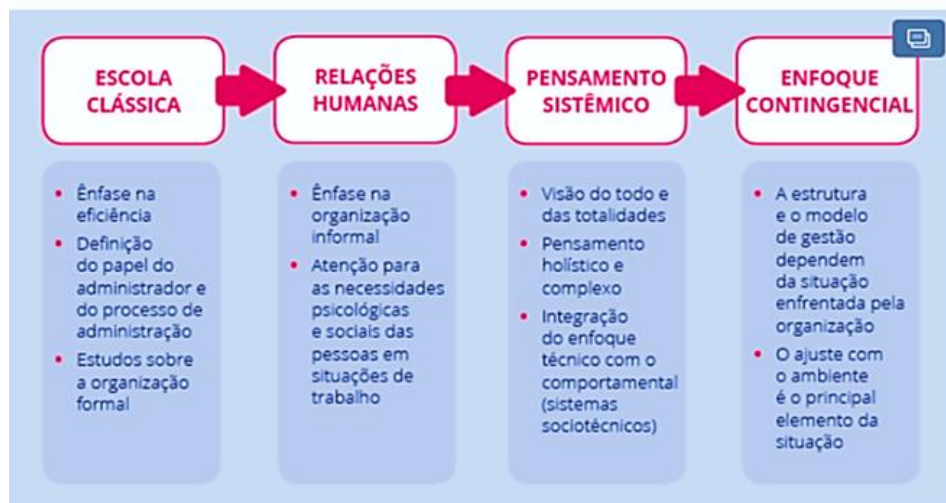 ESCOLA
CLÁSSICA
RELAÇÕES
HUMANAS
PENSAMENTO
SISTÊMICO
ENFOQUE
CONTINGENCIAL
• Ênfase na
eficiência
• Definição
do papel do
administrador e
do processo de
administração
• Estudos sobre
a organização
formal
• Ênfase na
organização
informal
• Atenção para
as necessidades
psicológicas
e sociais das
pessoas em
situações de
trabalho
• Visão do todo e
das totalidades
• Pensamento
holístico e
complexo
• Integração
do enfoque
técnico com o
comportamental
(sistemas
sociotécnicos)
• A estrutura
e o modelo
de gestão
dependem
da situação
enfrentada pela
organização
• O ajuste com
o ambiente
é o principal
elemento da
situação